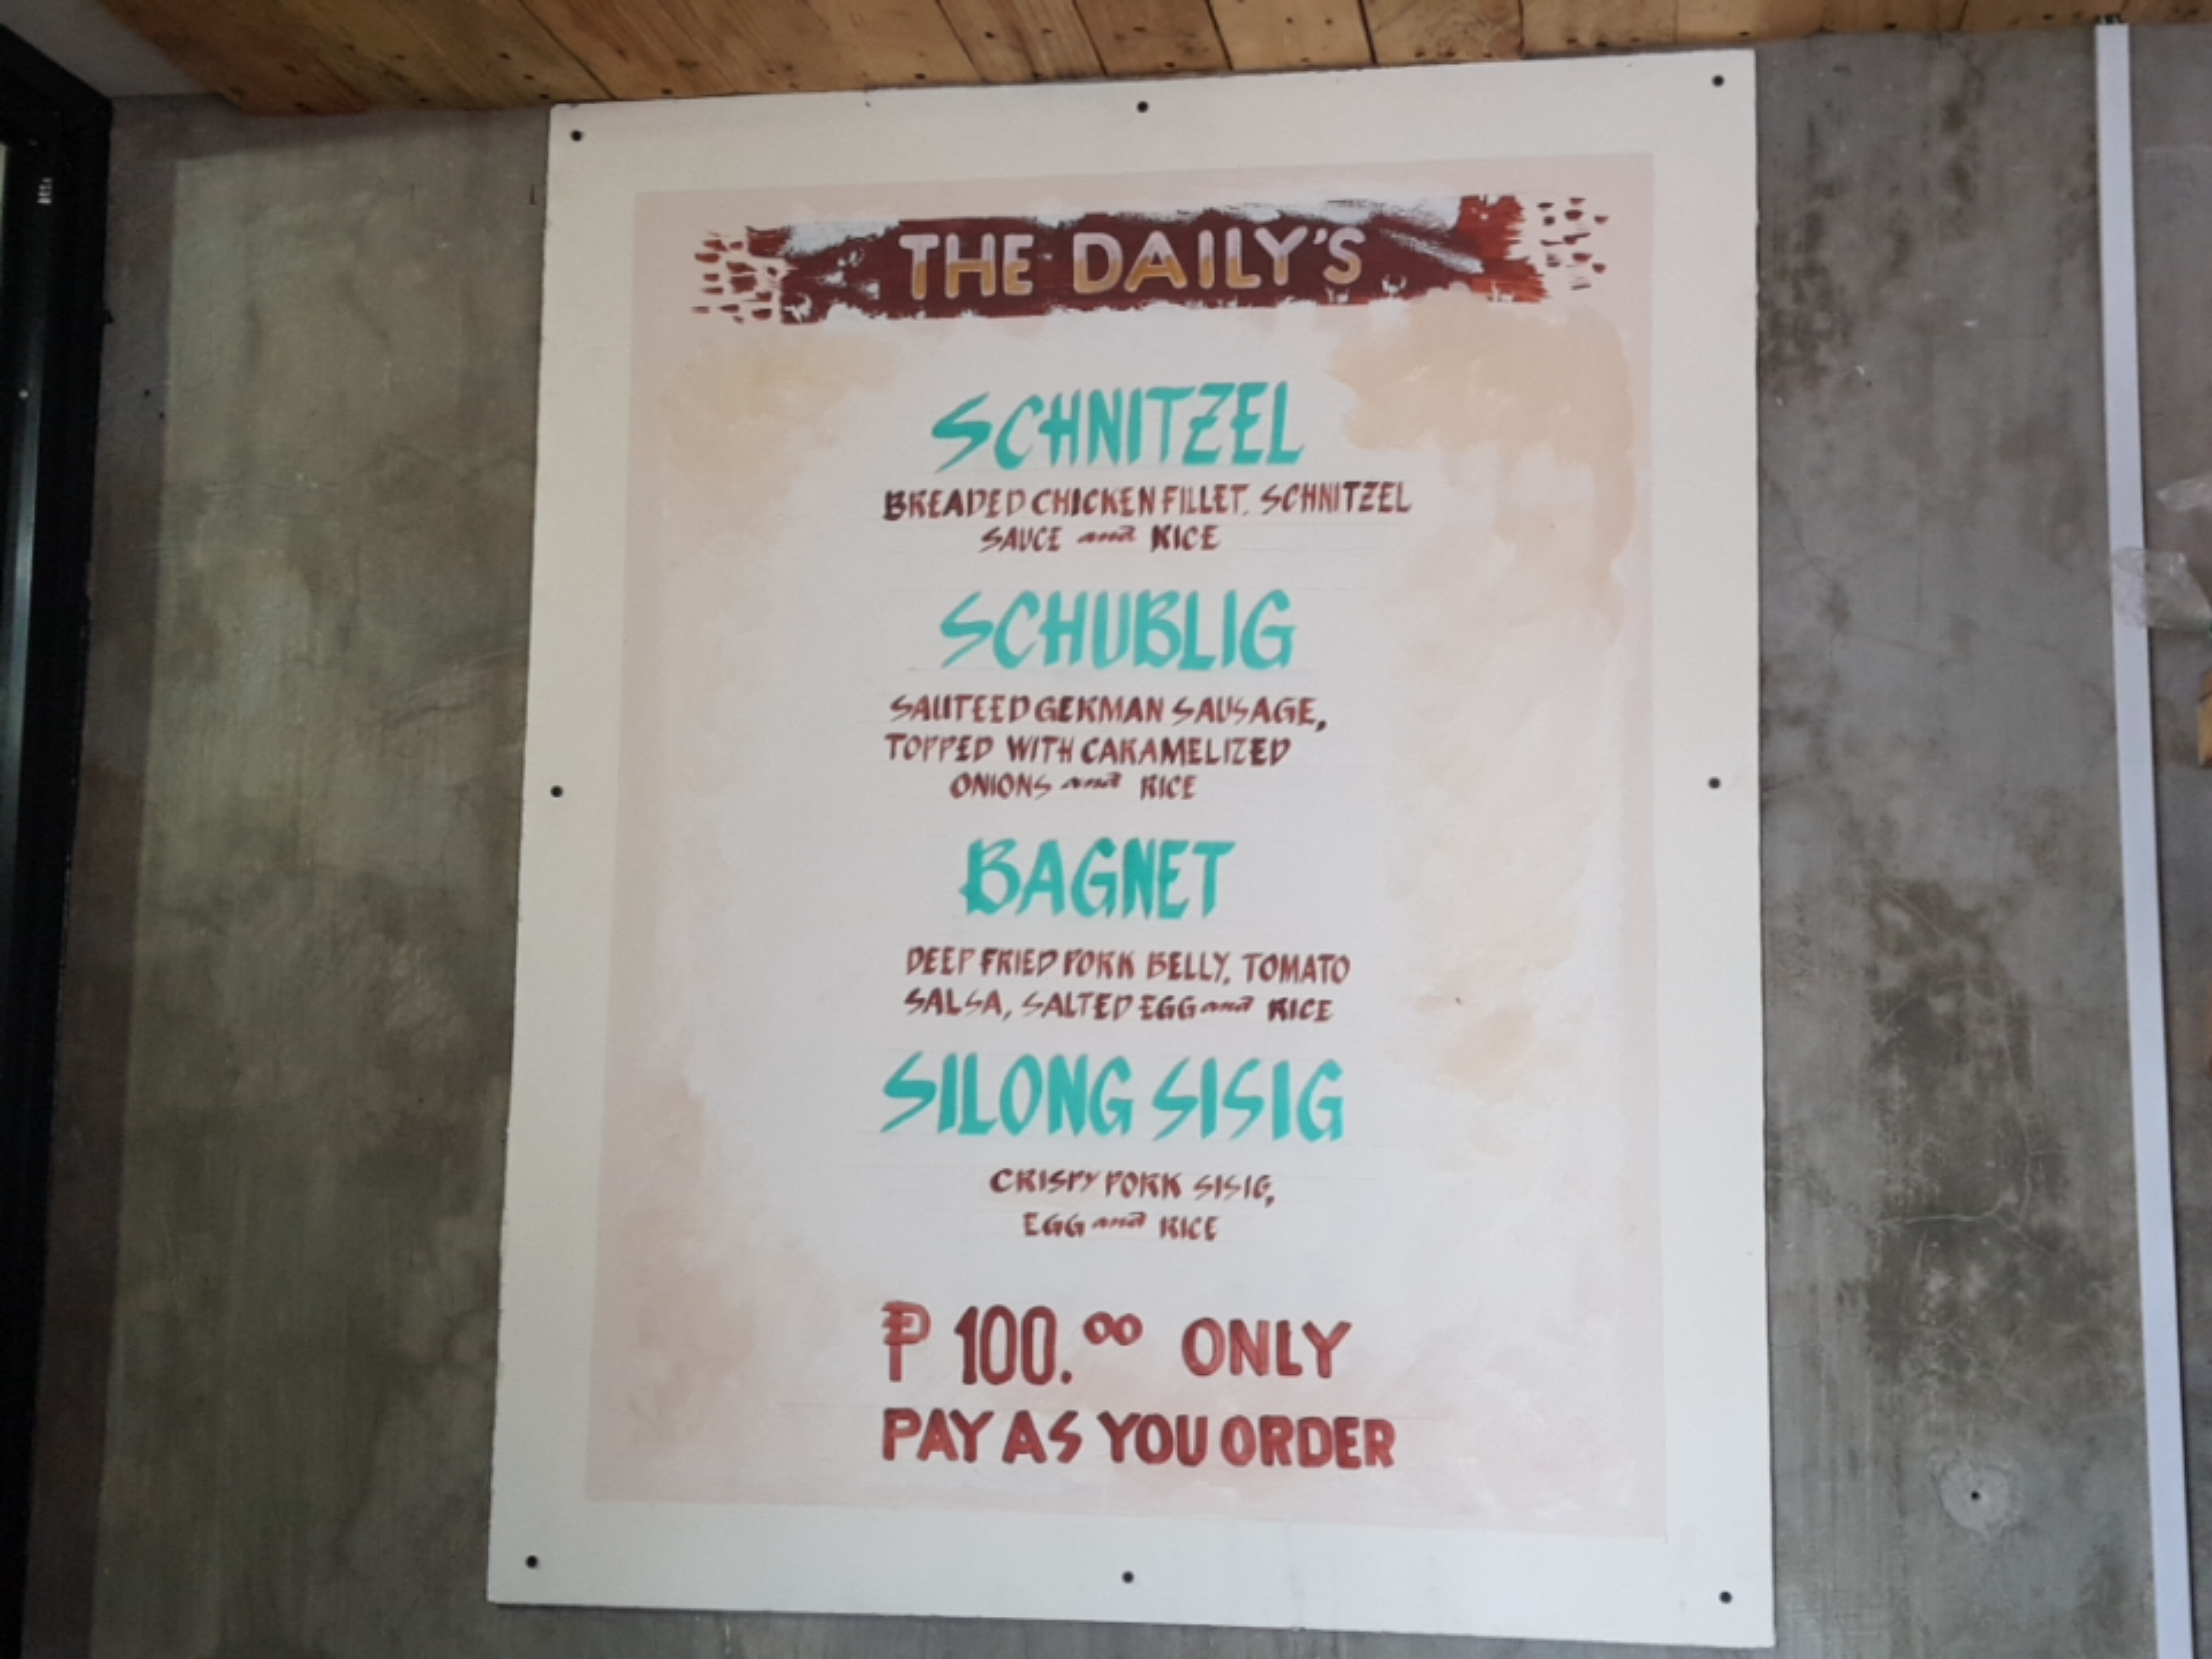 THE DAILY'S
SCHNITZEL
BREADED CHICKEN FILLET, SCHNITZEL
SAUCE and RICE
SCHUBLIG
SAUTEED GERMAN SAUSAGE,
TOPPED WITH CARAMELIZED
ONIONS and RICE
BAGNET
DEEP FRIED PORK BELLY, TOMATO
SALSA, SALTED EGG and RICE
SILONG SISIG
CRISPY PORK SISIG,
EGG and RICE
₱ 100.00 ONLY
PAY AS YOU ORDER